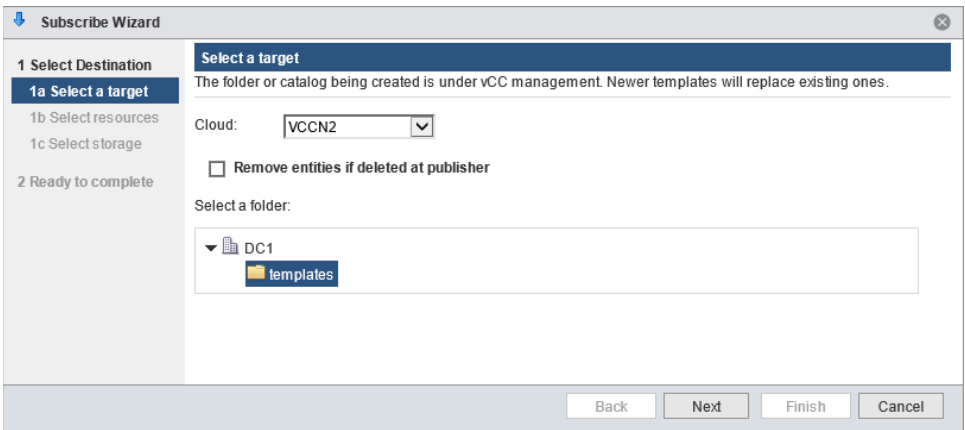 Subscribe Wizard
1 Select Destination
1a Select a target
1b Select resources
1c Select storage
2 Ready to complete
Select a target
The folder or catalog being created is under vCC management. Newer templates will replace existing ones.
Cloud: VCCN2
Remove entities if deleted at publisher
Select a folder:
DC1
templates
Back Next Finish Cancel